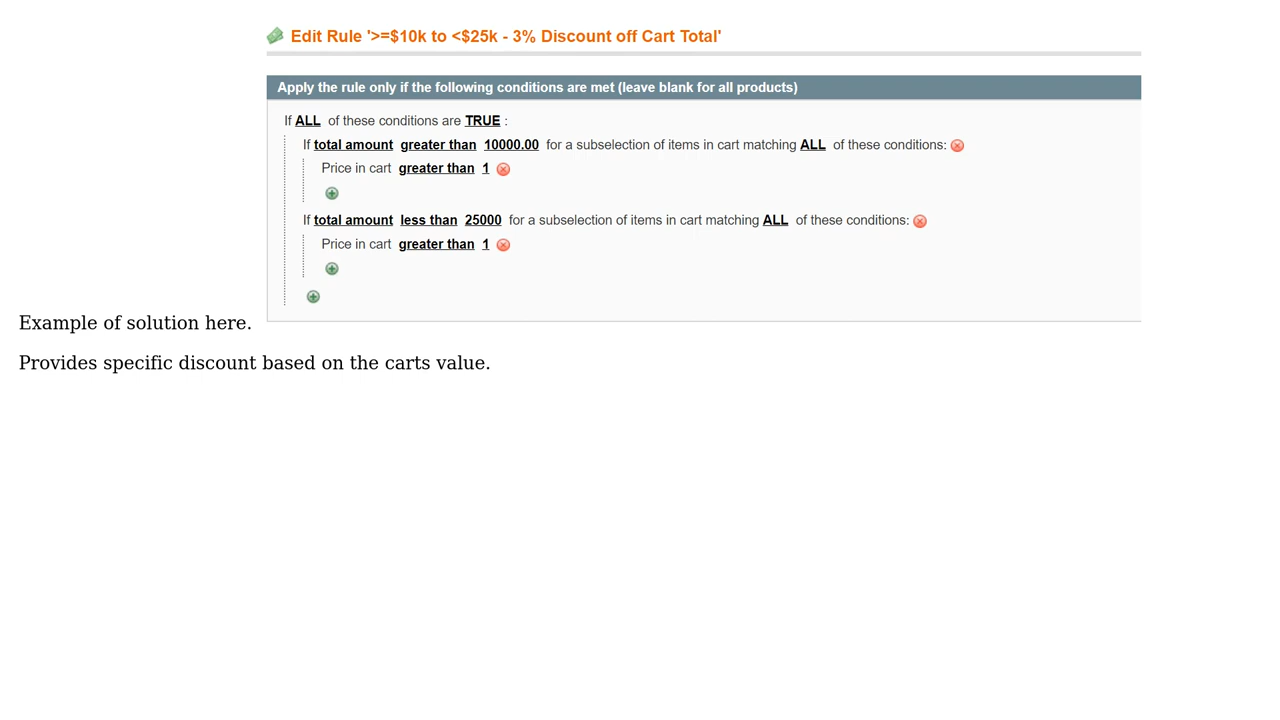 Edit Rule '>=$10k to <$25k - 3% Discount off Cart Total'
Apply the rule only if the following conditions are met (leave blank for all products)
If ALL of these conditions are TRUE :
If total amount greater than 10000.00 for a subselection of items in cart matching ALL of these conditions:
Price in cart greater than 1
If total amount less than 25000 for a subselection of items in cart matching ALL of these conditions:
Price in cart greater than 1
Example of solution here.
Provides specific discount based on the carts value.